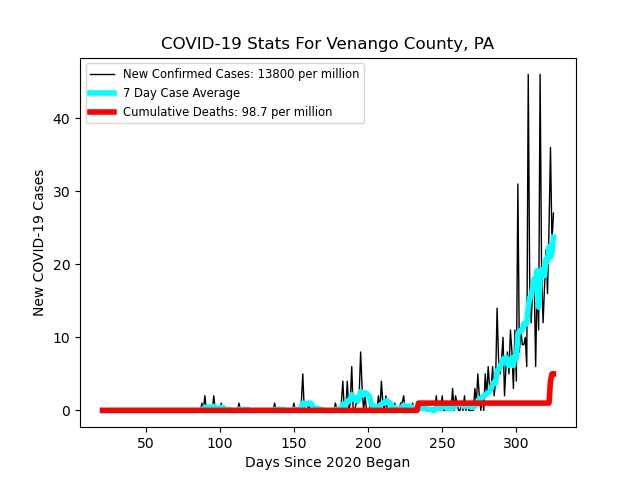 COVID-19 Stats For Venango County, PA
New Confirmed Cases: 13800 per million
7 Day Case Average
Cumulative Deaths: 98.7 per million
New COVID-19 Cases
40
30
20
10
0
50 100 150 200 250 300
Days Since 2020 Began